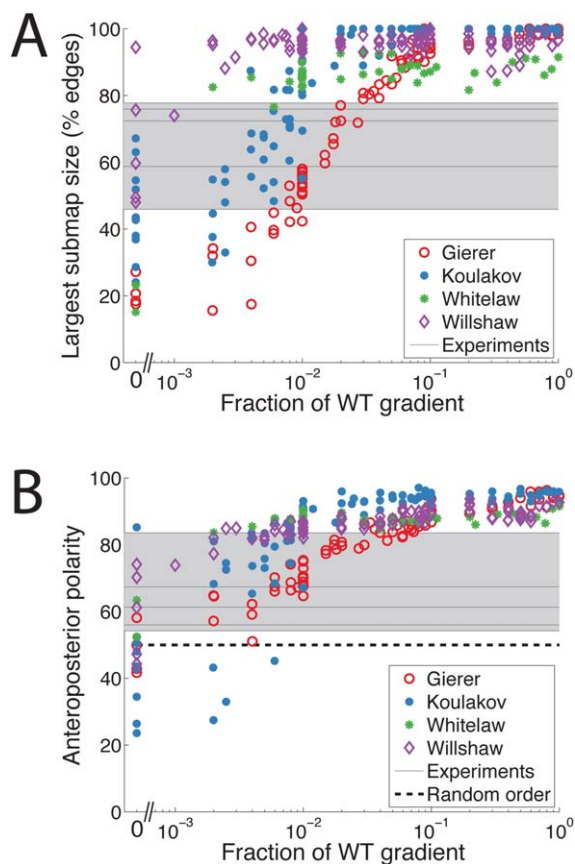 A
Largest submap size (% edges)
100
80
60
40
20
0
0
10⁻³
10⁻²
10⁻¹
10⁰
Gierer
Koulakov
Whitelaw
Willshaw
Experiments
Fraction of WT gradient
B
Anteroposterior polarity
100
80
60
40
20
0
0
10⁻³
10⁻²
10⁻¹
10⁰
Gierer
Koulakov
Whitelaw
Willshaw
Experiments
Random order
Fraction of WT gradient